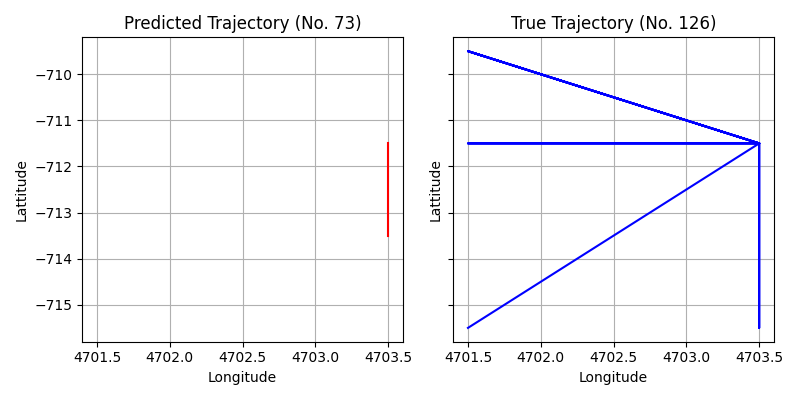 Predicted Trajectory (No. 73)
True Trajectory (No. 126)
Lattitude
−710
−711
−712
−713
−714
−715
4701.5 4702.0 4702.5 4703.0 4703.5
Longitude
Lattitude
4701.5 4702.0 4702.5 4703.0 4703.5
Longitude